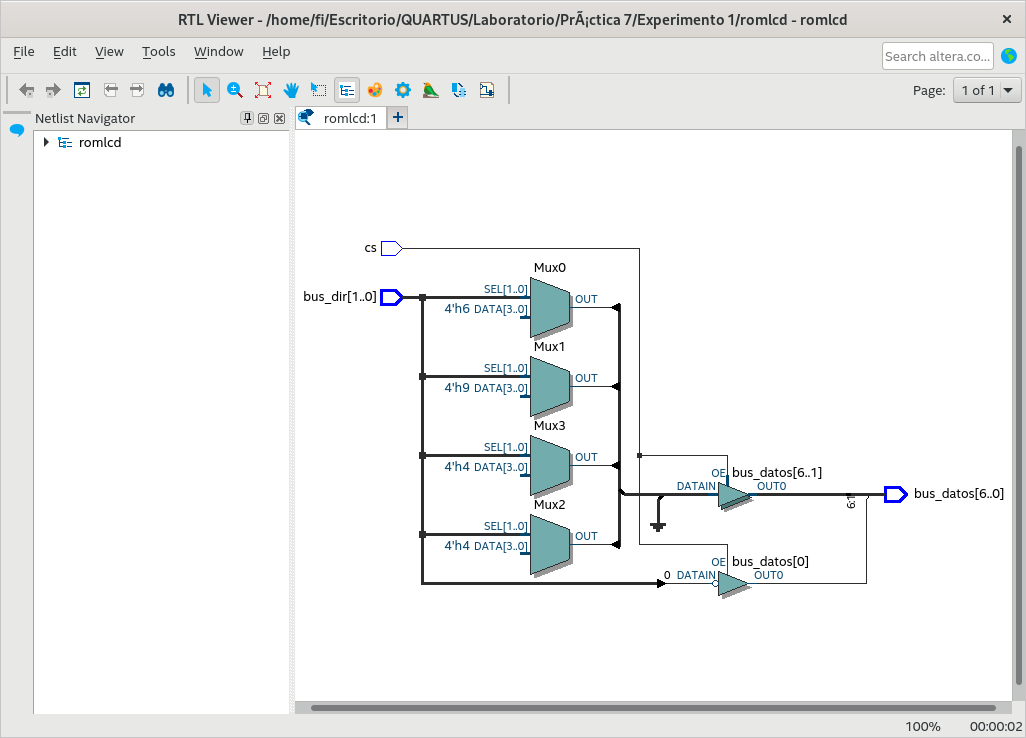 RTL Viewer - /home/fi/Escritorio/QUARTUS/Laboratorio/PrÃ¡ctica 7/Experimento 1/romlcd - romlcd
File Edit View Tools Window Help
Search altera.co...
Page: 1 of 1
Netlist Navigator
romlcd:1
romlcd
cs
Mux0
bus_dir[1..0]
SEL[1..0]
OUT
4'h6 DATA[3..0]
Mux1
SEL[1..0]
OUT
4'h9 DATA[3..0]
Mux3
SEL[1..0]
OUT
4'h4 DATA[3..0]
OE
bus_datos[6..1]
DATAIN
OUT0
6:1
bus_datos[6..0]
Mux2
SEL[1..0]
OUT
4'h4 DATA[3..0]
OE
bus_datos[0]
0
DATAIN
OUT0
100%
00:00:02